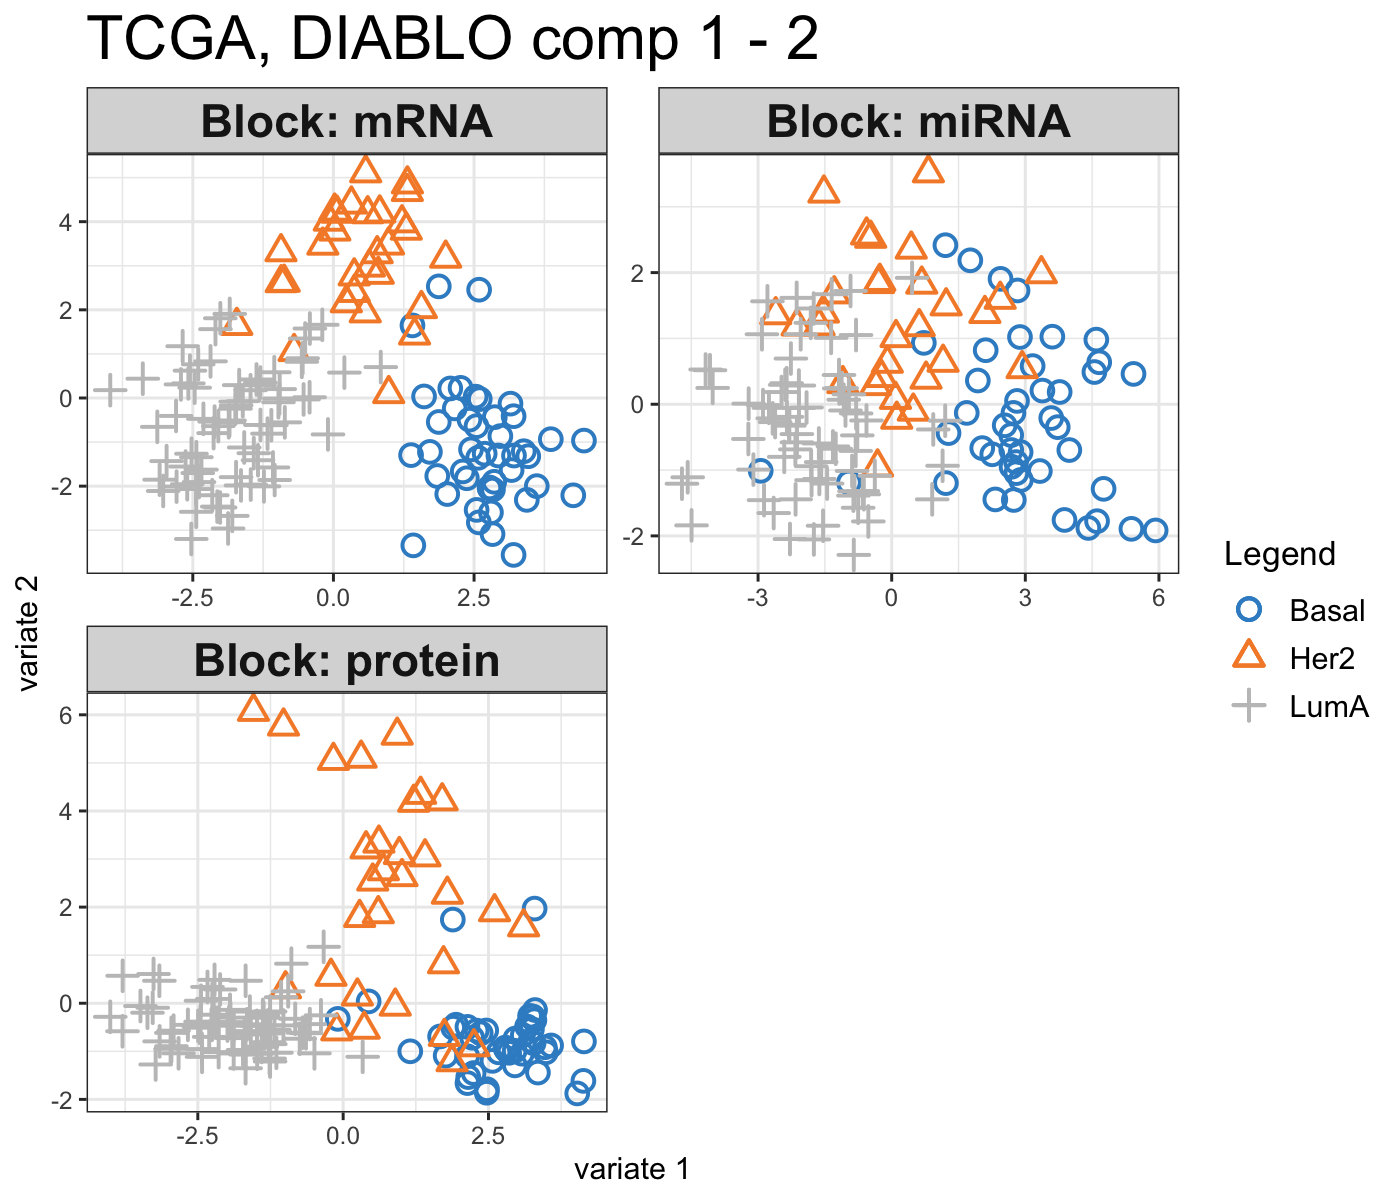 TCGA, DIABLO comp 1 - 2
Block: mRNA
Block: miRNA
4
2
0
-2
-2.5
0.0
2.5
2
0
-2
-3
0
3
6
Block: protein
6
4
2
0
-2
-2.5
0.0
2.5
variate 2
variate 1
Legend
Basal
Her2
LumA